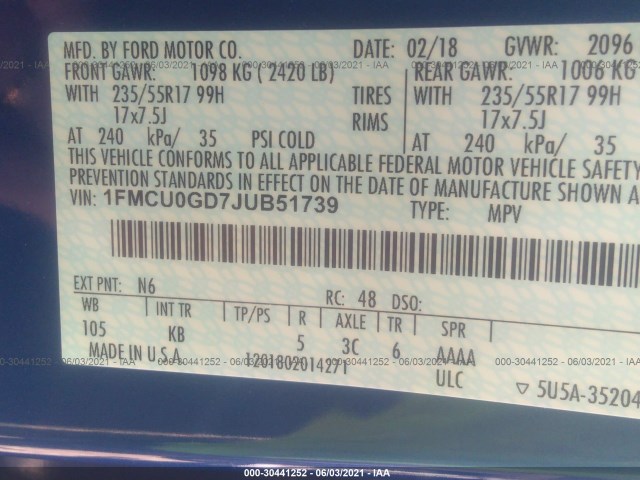 MFD. BY FORD MOTOR CO. DATE: 02/18 GVWR: 2096
FRONT GAWR: 1098 KG ( 2420 LB) REAR GAWR: 1006 KG
WITH 235/55R17 99H TIRES WITH 235/55R17 99H
17x7.5J RIMS 17x7.5J
AT 240 kPa/ 35 PSI COLD AT 240 kPa/ 35
THIS VEHICLE CONFORMS TO ALL APPLICABLE FEDERAL MOTOR VEHICLE SAFETY
PREVENTION STANDARDS IN EFFECT ON THE DATE OF MANUFACTURE SHOWN
VIN: 1FMCU0GD7JUB51739 TYPE: MPV
EXT PNT: N6 RC: 48 DSO:
WB INT TR TP/PS R AXLE TR SPR
105 KB 5 3C 6 AAAA
MADE IN U.S.A. 120180201427 ULC
▽ 5U5A-35204
000-30441252 - 06/03/2021 - IAA